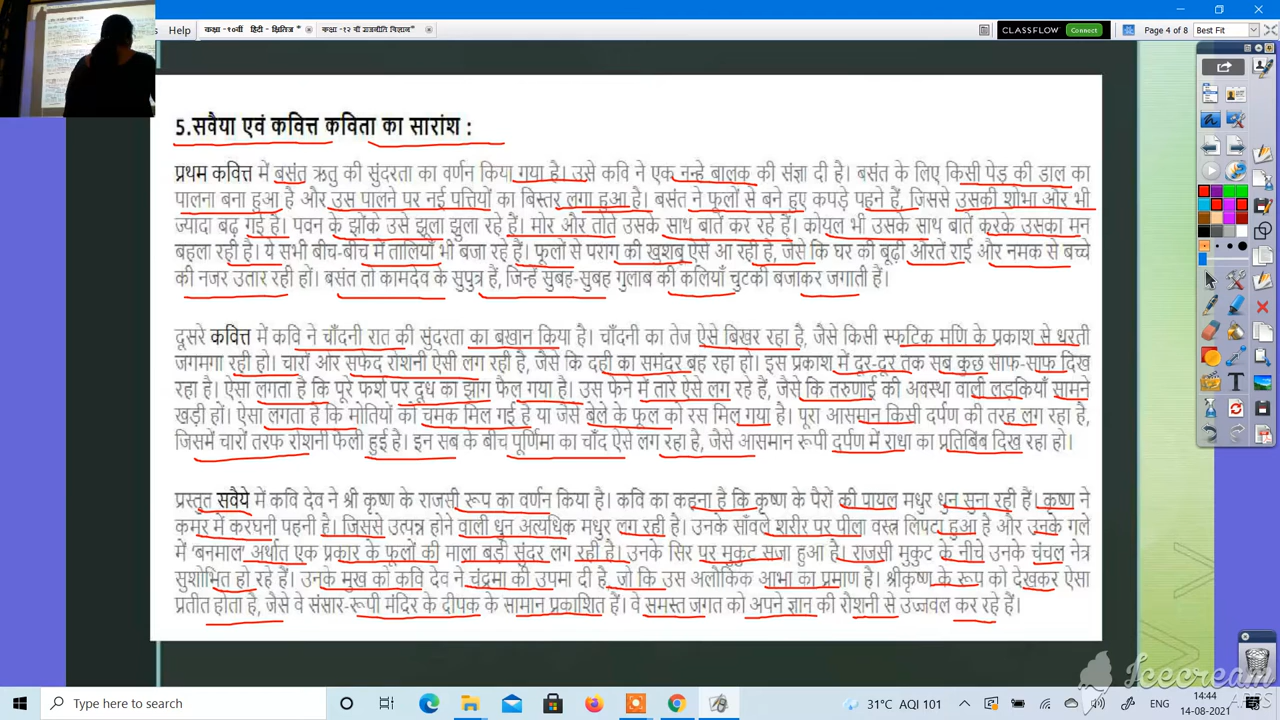 Help
कक्षा -१०वी हिंटी - क्षितिज *
कक्षा -१२ वी राजनीति विज्ञान *
CLASSFLOW Connect
Page 4 of 8
Best Fit
5.सवैया एवं कवित्त कविता का सारांश :
प्रथम कवित्त में बसंत ऋतु की सुंदरता का वर्णन किया गया है। उसे कवि ने एक नन्हे बालक की संज्ञा दी है। बसंत के लिए किसी पेड़ की डाल का
पालना बना हुआ है और उस पालने पर नई पत्तियों का बिस्तर लगा हुआ है। बसंत ने फूलों से बने हुए कपड़े पहने हैं, जिससे उसकी शोभा और भी
ज्यादा बढ़ गई है। पवन के झोंके उसे झूला झुला रहे हैं। मोर और तोते उसके साथ बातें कर रहे हैं। कोयल भी उसके साथ बातें करके उसका मन
बहला रही है। ये सभी बीच-बीच में तालियाँ भी बजा रहे हैं। फूलों से पराग की खुशबू ऐसे आ रही है, जैसे कि घर की बूढ़ी औरतें राई और नमक से बच्चे
की नजर उतार रही हों। बसंत तो कामदेव के सुपुत्र हैं, जिन्हें सुबह-सुबह गुलाब की कलियाँ चुटकी बजाकर जगाती हैं।
दूसरे कवित्त में कवि ने चाँदनी रात की सुंदरता का बखान किया है। चाँदनी का तेज ऐसे बिखर रहा है, जैसे किसी स्फटिक मणि के प्रकाश से धरती
जगमगा रही हो। चारों ओर सफेद रोशनी ऐसी लग रही है, जैसे कि दही का समंदर बह रहा हो। इस प्रकाश में दूर-दूर तक सब कुछ साफ-साफ दिख
रहा है। ऐसा लगता है कि पूरे फर्श पर दूध का झाग फेल गया है। उस फेन में तारे ऐसे लग रहे हैं, जैसे कि तरुणाई की अवस्था वाली लड़कियाँ सामने
खड़ी हों। ऐसा लगता है कि मोतियों को चमक मिल गई है या जैसे बेले के फूल को रस मिल गया है। पूरा आसमान किसी दर्पण की तरह लग रहा है,
जिसमें चारों तरफ रोशनी फैली हुई है। इन सब के बीच पूर्णिमा का चाँद ऐसे लग रहा है, जैसे आसमान रूपी दर्पण में राधा का प्रतिबिंब दिख रहा हो।
प्रस्तुत सवैये में कवि देव ने श्री कृष्ण के राजसी रूप का वर्णन किया है। कवि का कहना है कि कृष्ण के पैरों की पायल मधुर धुन सुना रही हैं। कृष्ण ने
कमर में करघनी पहनी है। जिससे उत्पन्न होने वाली धुन अत्यधिक मधुर लग रही है। उनके साँवले शरीर पर पीला वस्त्र लिपटा हुआ है और उनके गले
में 'बनमाल' अर्थात एक प्रकार के फूलों की माला बड़ी सुंदर लग रही है। उनके सिर पर मुकुट सजा हुआ है। राजसी मुकुट के नीचे उनके चंचल नेत्र
सुशोभित हो रहे हैं। उनके मुख को कवि देव ने चंद्रमा की उपमा दी है, जो कि उस अलौकिक आभा का प्रमाण है। श्रीकृष्ण के रूप को देखकर ऐसा
प्रतीत होता है, जैसे वे संसार-रूपी मंदिर के दीपक के सामान प्रकाशित हैं। वे समस्त जगत को अपने ज्ञान की रौशनी से उज्जवल कर रहे हैं।
Icecream
APPS
Type here to search
31°C AQI 101
ENG
14:44
14-08-2021